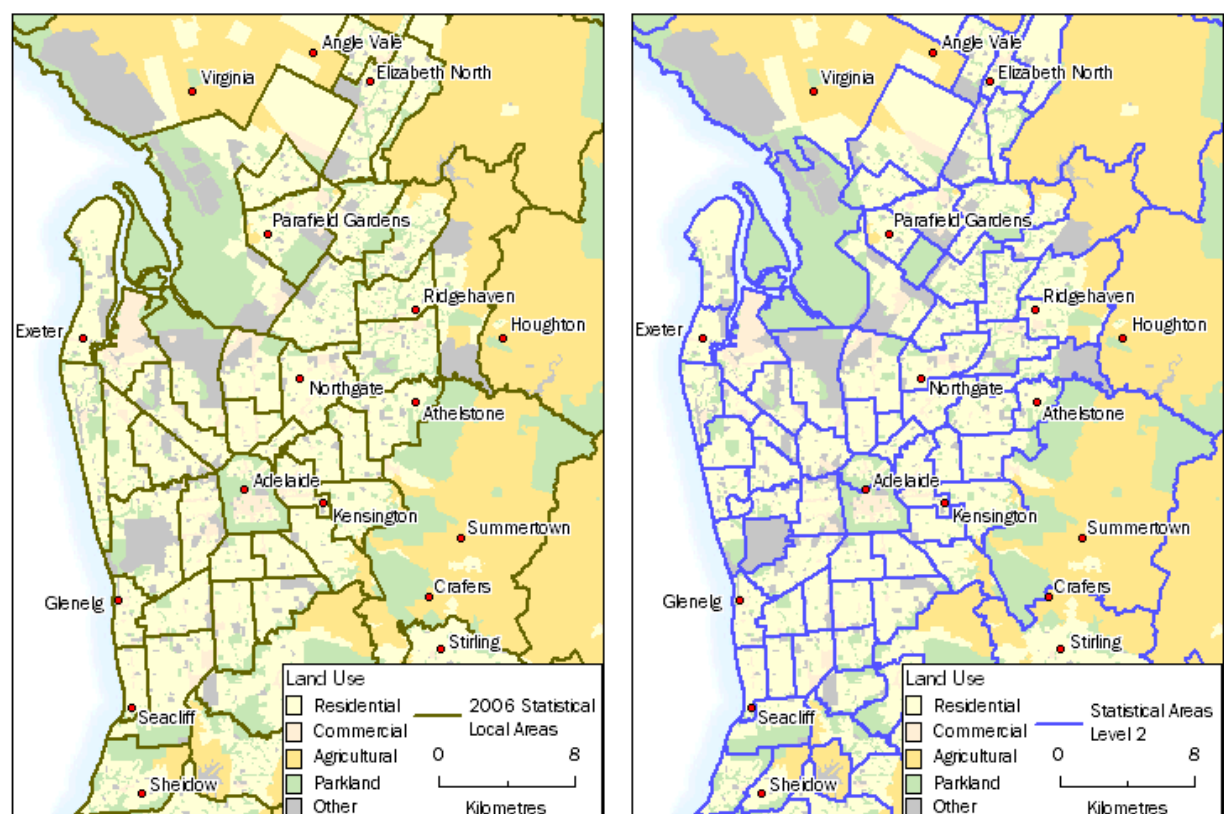 Angle Vale
Virginia
Elizabeth North
Parafield Gardens
Ridgehaven
Exeter
Houghton
Northgate
Athelstone
Adelaide
Kensington
Summertown
Crafers
Glenelg
Stirling
Seacliff
Sheidow
Land Use
Residential
Commercial
Agricultural
Parkland
Other
2006 Statistical
Local Areas
0 8
Kilometres
Angle Vale
Virginia
Elizabeth North
Parafield Gardens
Ridgehaven
Exeter
Houghton
Northgate
Athelstone
Adelaide
Kensington
Summertown
Crafers
Glenelg
Stirling
Seacliff
Sheidow
Land Use
Residential
Commercial
Agricultural
Parkland
Other
Statistical Areas
Level 2
0 8
Kilometres